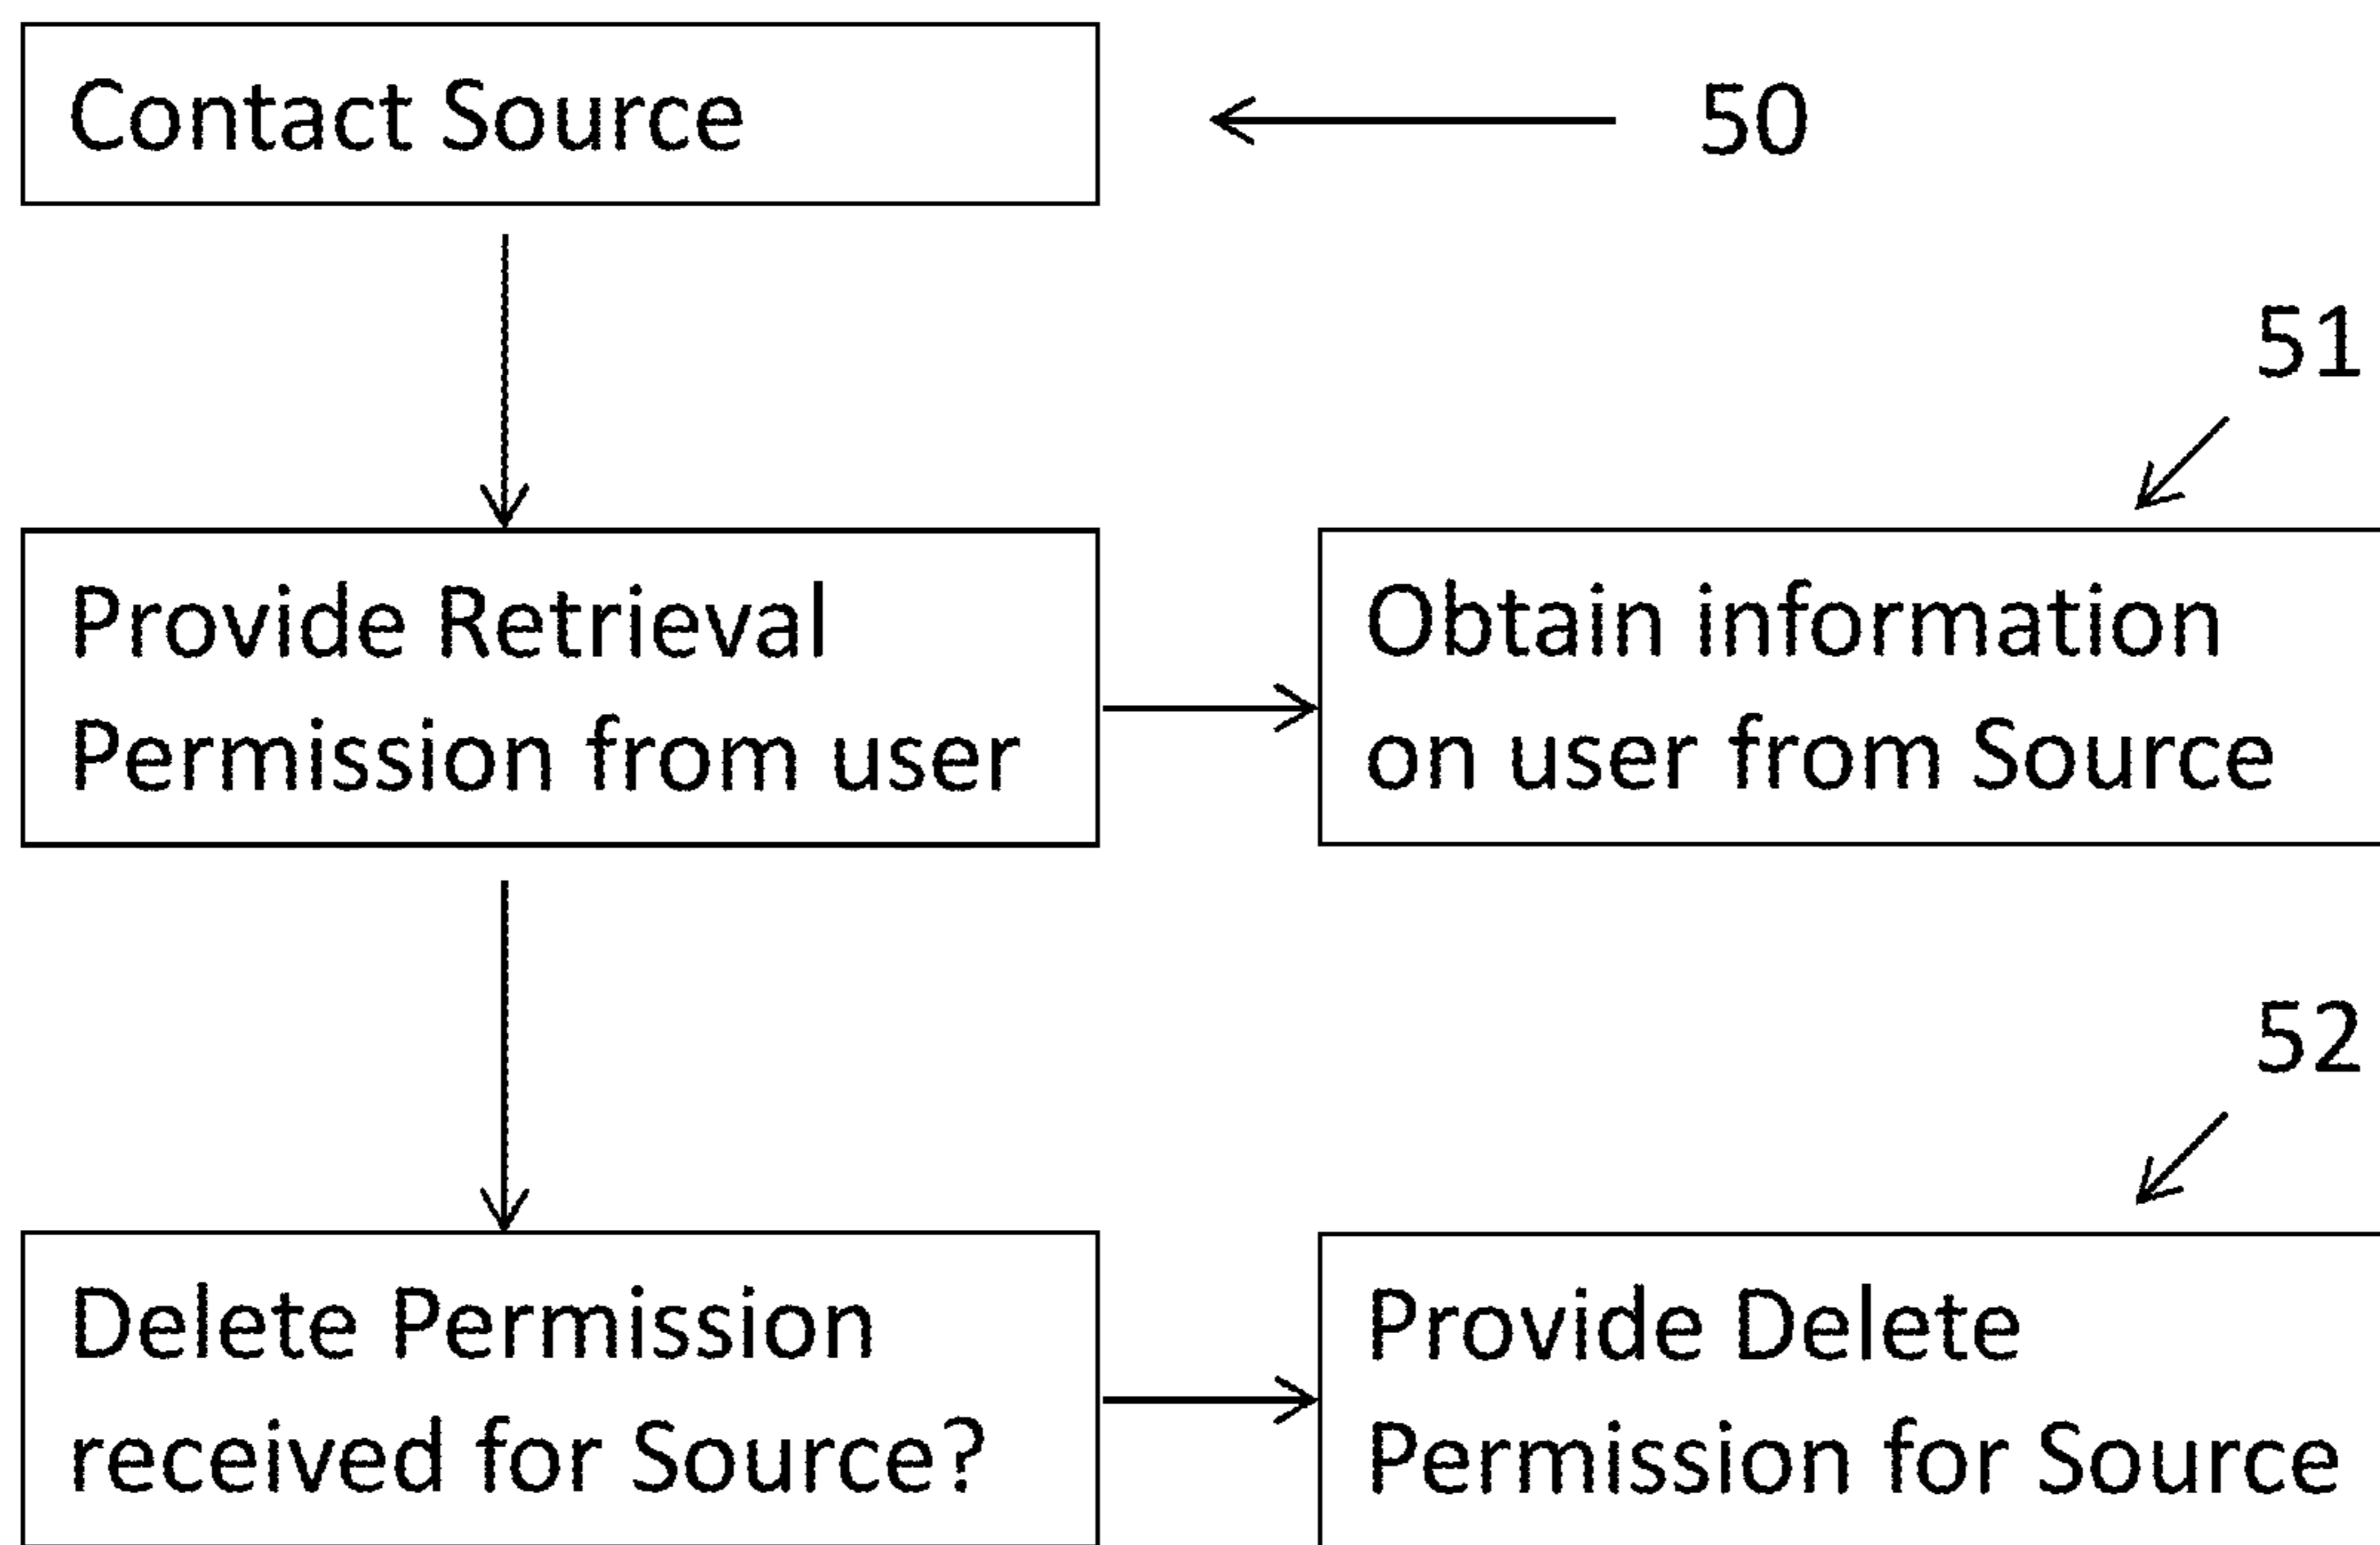 Contact Source
50
51
Provide Retrieval
Permission from user
Obtain information
on user from Source
52
Delete Permission
received for Source?
Provide Delete
Permission for Source